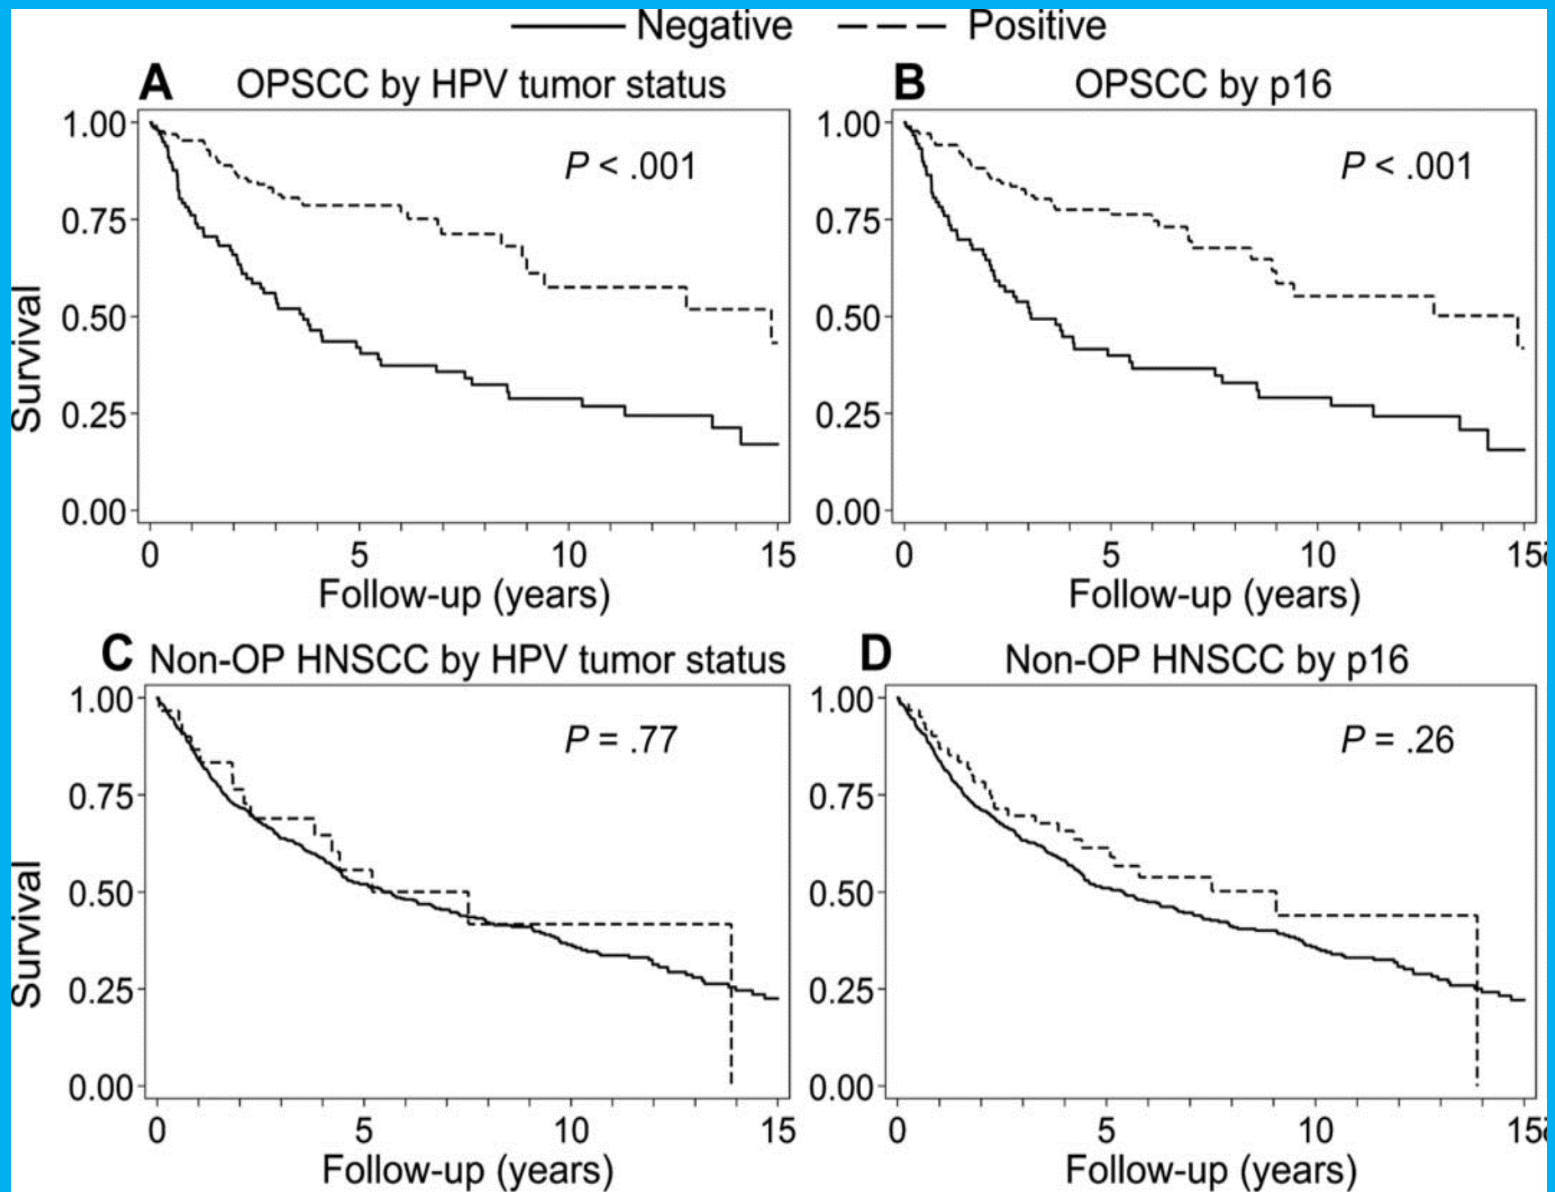 Negative Positive
A OPSCC by HPV tumor status
1.00
0.75
0.50
0.25
0.00
Survival
P < .001
0 5 10 15
Follow-up (years)
B OPSCC by p16
1.00
0.75
0.50
0.25
0.00
P < .001
0 5 10 15
Follow-up (years)
C Non-OP HNSCC by HPV tumor status
1.00
0.75
0.50
0.25
0.00
Survival
P = .77
0 5 10 15
Follow-up (years)
D Non-OP HNSCC by p16
1.00
0.75
0.50
0.25
0.00
P = .26
0 5 10 15
Follow-up (years)